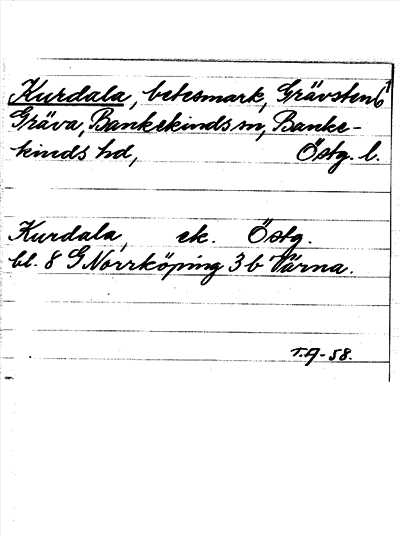 Kurdala, betesmark, Grävsten 6¹
Gräva, Bankekinds sn, Banke-
kinds hd, Östg. l.
Kurdala, ek. Östg.
bl. 8 G Norrköping 3 b Värna.
T.A-58.